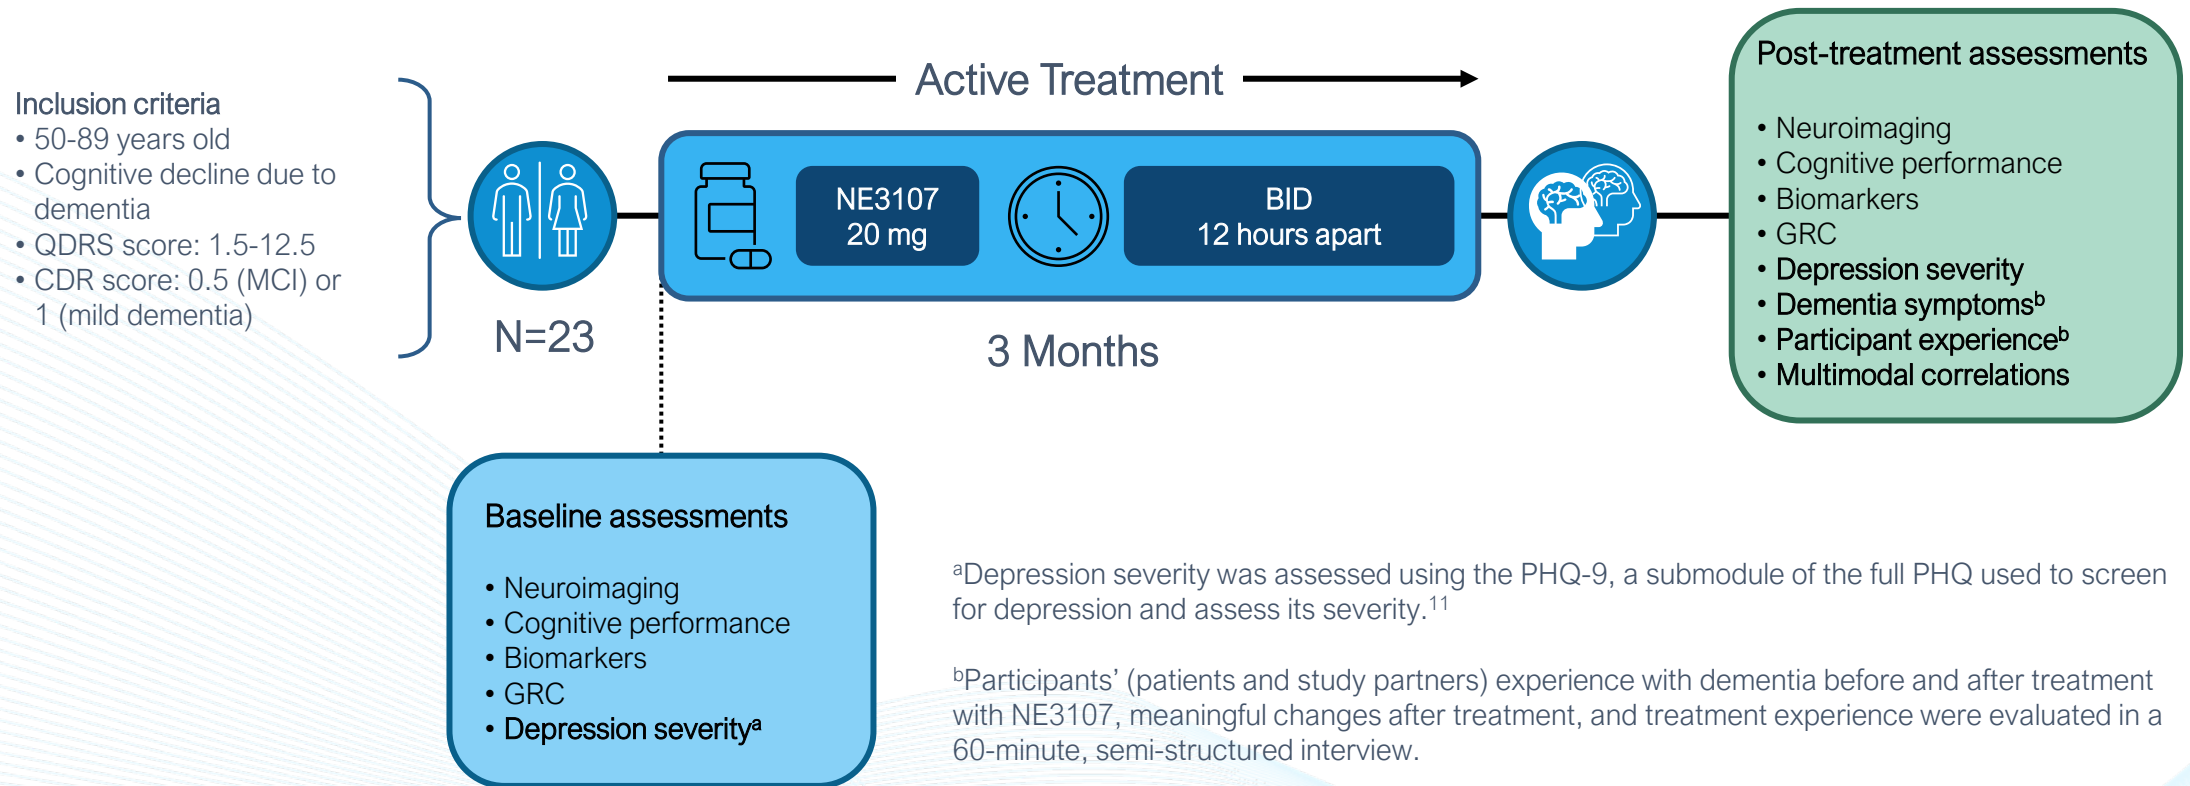 Inclusion criteria
• 50-89 years old
• Cognitive decline due to
dementia
• QDRS score: 1.5-12.5
• CDR score: 0.5 (MCI) or
1 (mild dementia)
N=23
Active Treatment
NE3107
20 mg
BID
12 hours apart
3 Months
Baseline assessments
• Neuroimaging
• Cognitive performance
• Biomarkers
• GRC
• Depression severityᵃ
Post-treatment assessments
• Neuroimaging
• Cognitive performance
• Biomarkers
• GRC
• Depression severity
• Dementia symptomsᵇ
• Participant experienceᵇ
• Multimodal correlations
ᵃDepression severity was assessed using the PHQ-9, a submodule of the full PHQ used to screen
for depression and assess its severity.¹¹
ᵇParticipants’ (patients and study partners) experience with dementia before and after treatment
with NE3107, meaningful changes after treatment, and treatment experience were evaluated in a
60-minute, semi-structured interview.